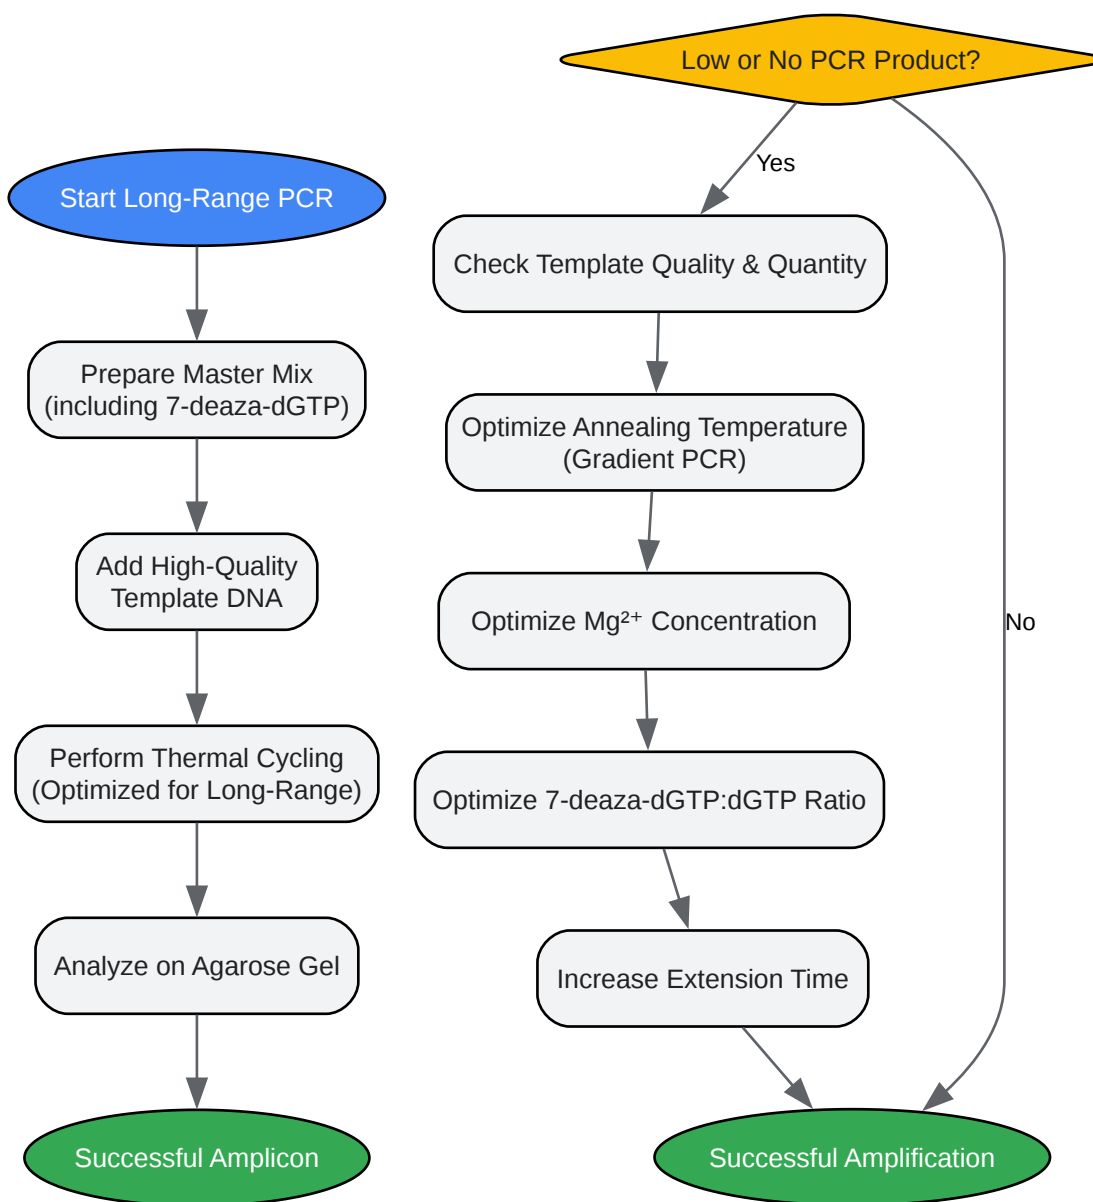 Start Long-Range PCR
Prepare Master Mix
(including 7-deaza-dGTP)
Add High-Quality
Template DNA
Perform Thermal Cycling
(Optimized for Long-Range)
Analyze on Agarose Gel
Successful Amplicon
Low or No PCR Product?
Yes
Check Template Quality & Quantity
Optimize Annealing Temperature
(Gradient PCR)
Optimize Mg²⁺ Concentration
No
Optimize 7-deaza-dGTP:dGTP Ratio
Increase Extension Time
Successful Amplification